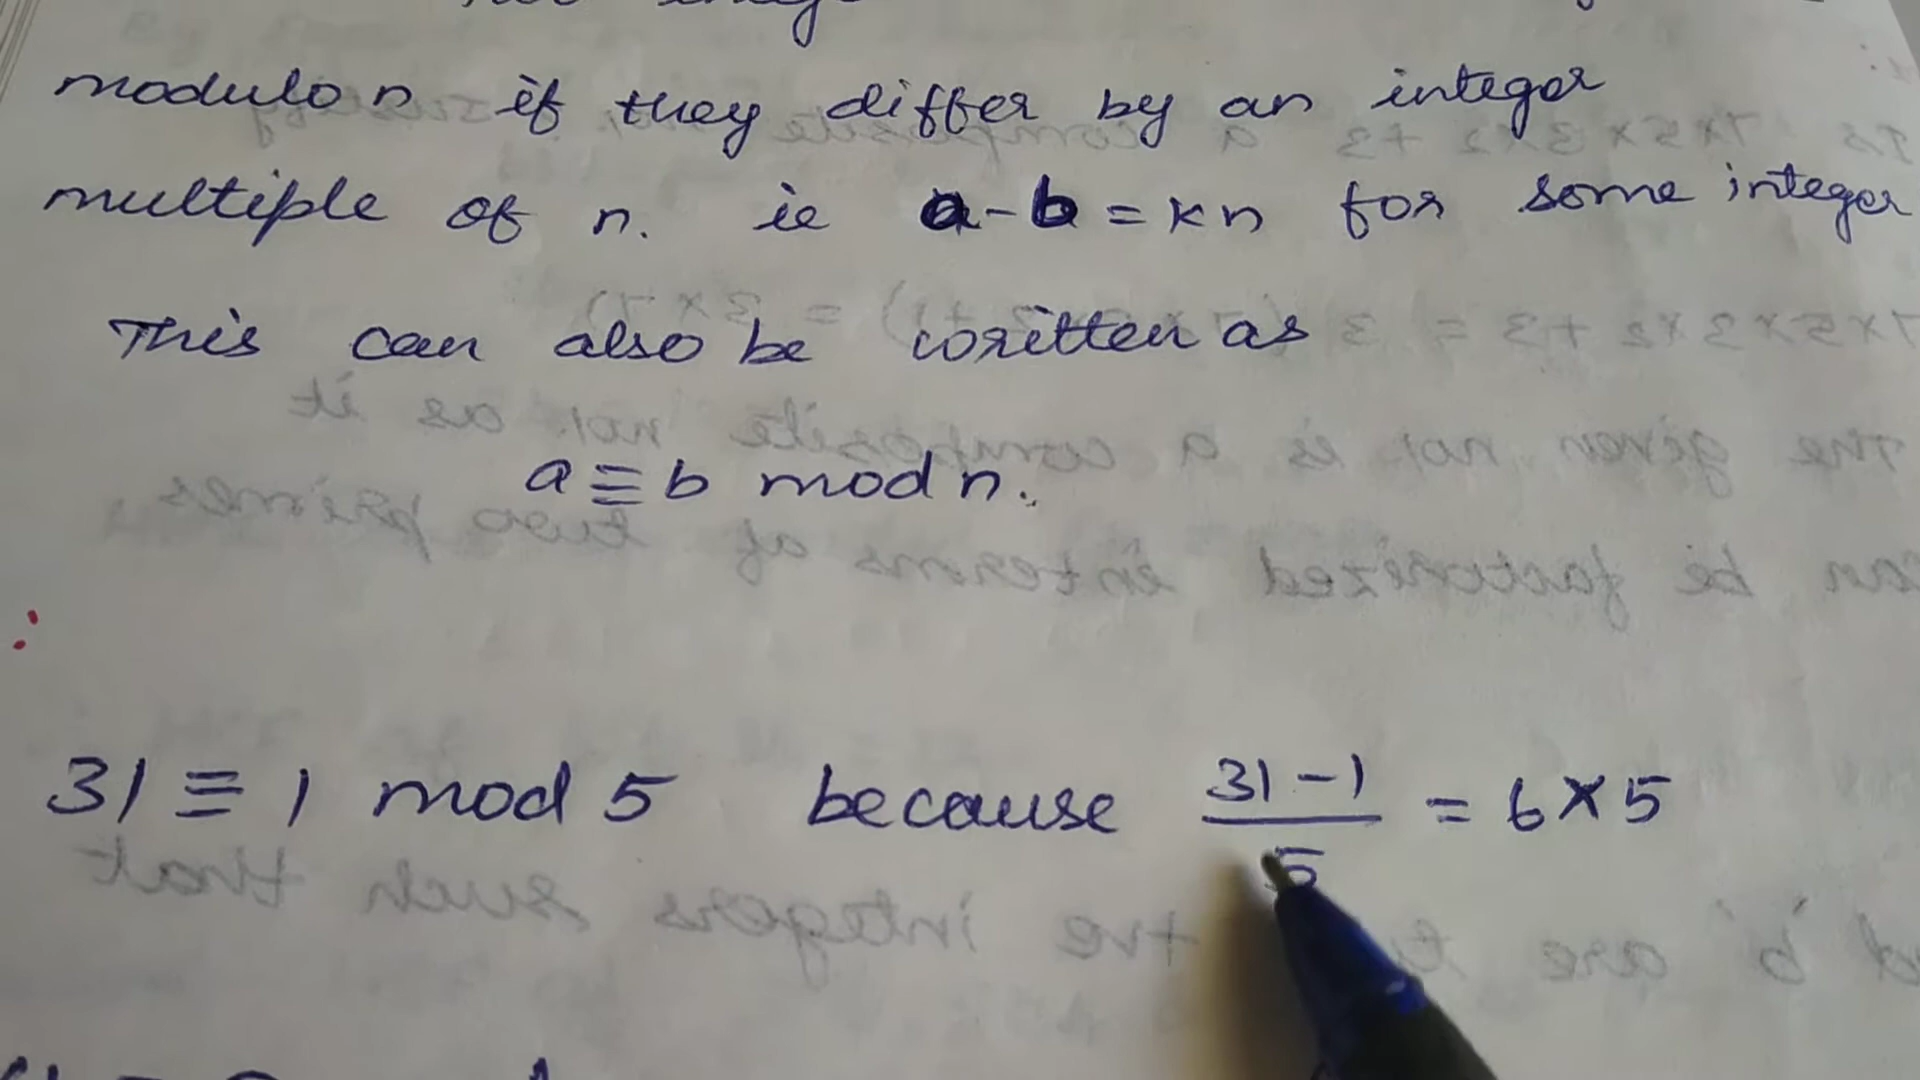 modulo n if they differ by an integer
multiple of n. ie a - b = kn for some integer
This can also be written as
a ≡ b mod n.
31 ≡ 1 mod 5 because (31 - 1)/5 = 6 × 5